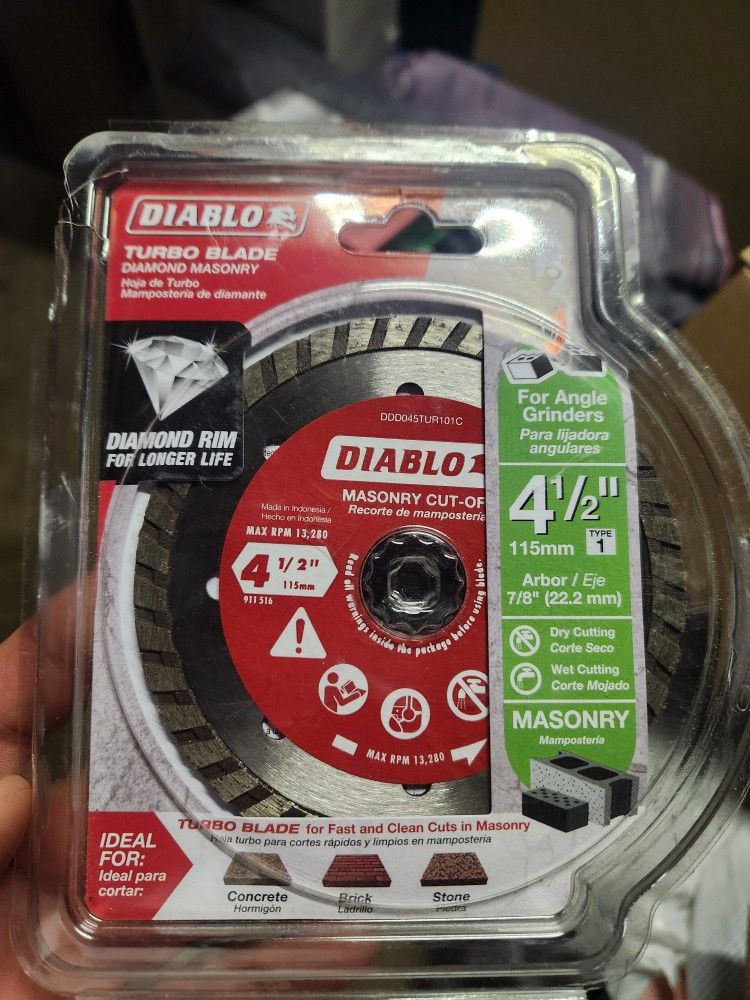 DIABLO
TURBO BLADE
DIAMOND MASONRY
Hoja de Turbo
Mampostería de diamante
DIAMOND RIM
FOR LONGER LIFE
DDD045TUR101C
DIABLO
MASONRY CUT-OF
Recorte de mampostería
Made in Indonesia /
Hecho en Indonesia
MAX RPM 13,280
4 1/2"
115mm
911 516
Read all warnings inside the package before using blade.
MAX RPM 13,280
For Angle
Grinders
Para lijadora
angulares
4 1/2"
115mm
TYPE
1
Arbor / Eje
7/8" (22.2 mm)
Dry Cutting
Corte Seco
Wet Cutting
Corte Mojado
MASONRY
Mampostería
TURBO BLADE for Fast and Clean Cuts in Masonry
Hoja turbo para cortes rápidos y limpios en mampostería
IDEAL
FOR:
Ideal para
cortar:
Concrete
Hormigón
Brick
Ladrillo
Stone
Piedra